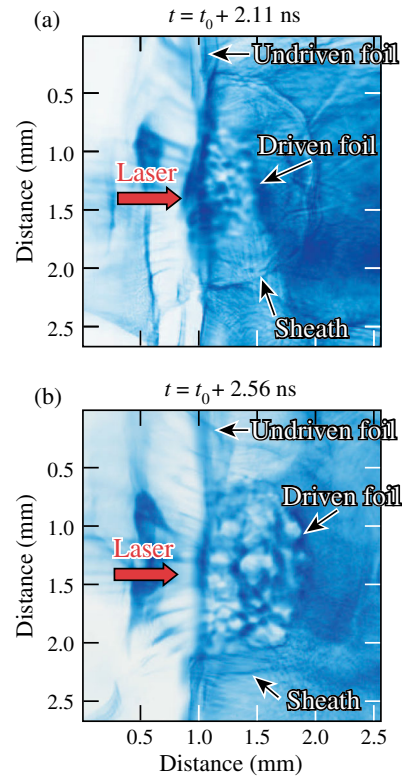 (a)
t = t0 + 2.11 ns
Undriven foil
0.5
Driven foil
1.0
Laser
1.5
2.0
Sheath
2.5
Distance (mm)
(b)
t = t0 + 2.56 ns
Undriven foil
0.5
Driven foil
1.0
Laser
1.5
2.0
Sheath
2.5
Distance (mm)
0.5 1.0 1.5 2.0 2.5
Distance (mm)